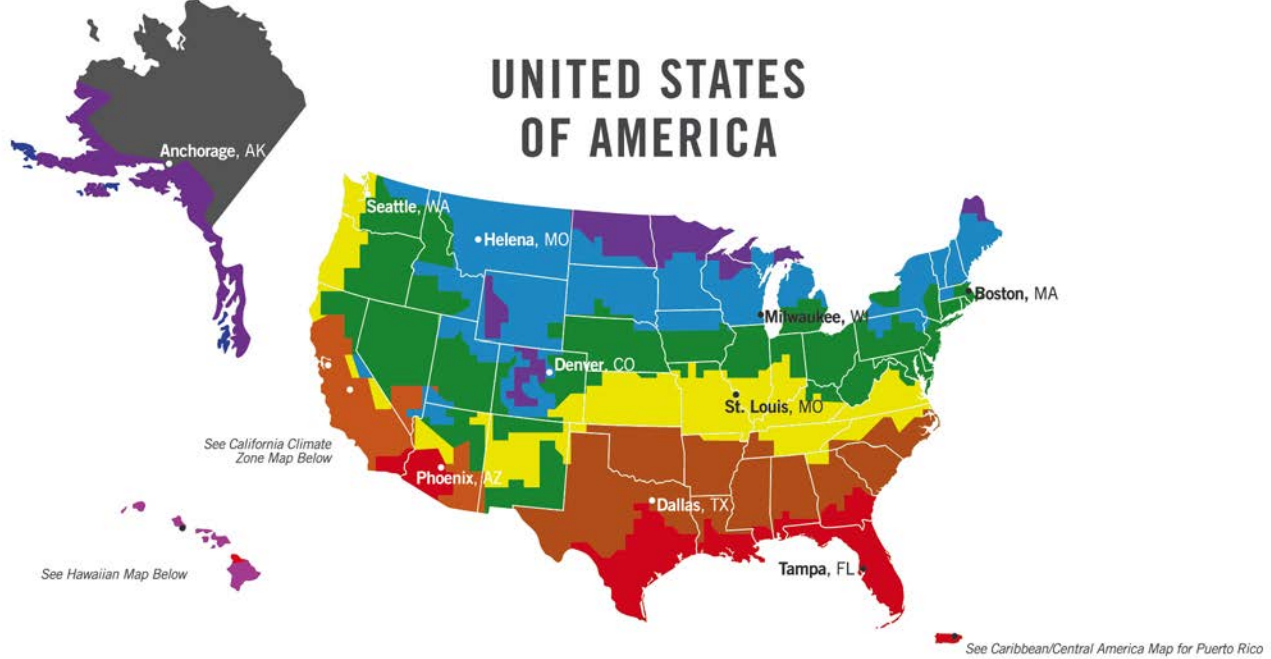 UNITED STATES
OF AMERICA
Anchorage, AK
Seattle, WA
Helena, MO
Boston, MA
Milwaukee, WI
Denver, CO
St. Louis, MO
See California Climate
Zone Map Below
Phoenix, AZ
Dallas, TX
See Hawaiian Map Below
Tampa, FL
See Caribbean/Central America Map for Puerto Rico